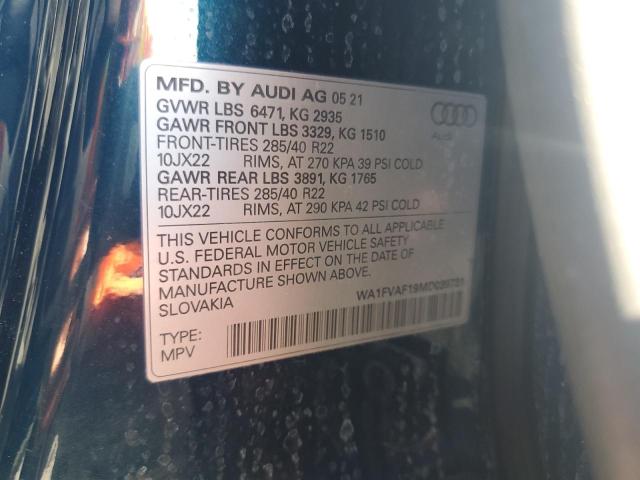 MFD. BY AUDI AG 05 21
GVWR LBS 6471, KG 2935
GAWR FRONT LBS 3329, KG 1510
FRONT-TIRES 285/40 R22
10JX22 RIMS, AT 270 KPA 39 PSI COLD
GAWR REAR LBS 3891, KG 1765
REAR-TIRES 285/40 R22
10JX22 RIMS, AT 290 KPA 42 PSI COLD
Audi
THIS VEHICLE CONFORMS TO ALL APPLICABLE
U.S. FEDERAL MOTOR VEHICLE SAFETY
STANDARDS IN EFFECT ON THE DATE OF
MANUFACTURE SHOWN ABOVE.
SLOVAKIA
TYPE:
MPV